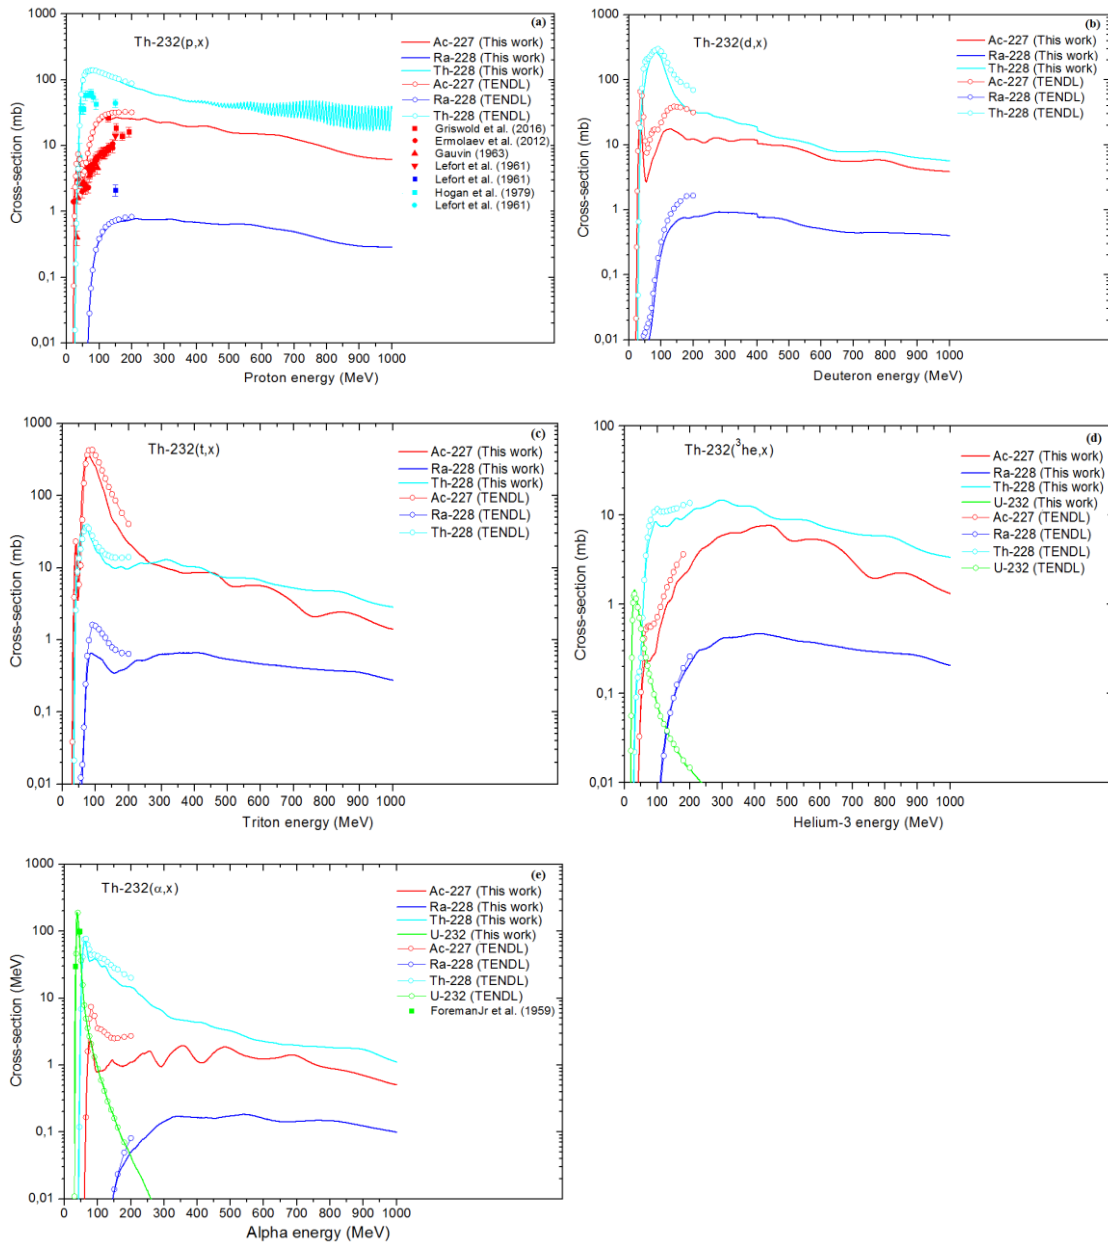 (a)
Th-232(p,x)
Cross-section (mb)
1000
100
10
1
0,1
0,01
0 100 200 300 400 500 600 700 800 900 1000
Proton energy (MeV)
Ac-227 (This work)
Ra-228 (This work)
Th-228 (This work)
Ac-227 (TENDL)
Ra-228 (TENDL)
Th-228 (TENDL)
Griswold et al. (2016)
Ermolaev et al. (2012)
Gauvin (1963)
Lefort et al. (1961)
Lefort et al. (1961)
Hogan et al. (1979)
Lefort et al. (1961)
(b)
Th-232(d,x)
Cross-section (mb)
1000
100
10
1
0,1
0,01
0 100 200 300 400 500 600 700 800 900 1000
Deuteron energy (MeV)
Ac-227 (This work)
Ra-228 (This work)
Th-228 (This work)
Ac-227 (TENDL)
Ra-228 (TENDL)
Th-228 (TENDL)
(c)
Th-232(t,x)
Cross-section (mb)
1000
100
10
1
0,1
0,01
0 100 200 300 400 500 600 700 800 900 1000
Triton energy (MeV)
Ac-227 (This work)
Ra-228 (This work)
Th-228 (This work)
Ac-227 (TENDL)
Ra-228 (TENDL)
Th-228 (TENDL)
(d)
Th-232(³he,x)
Cross-section (mb)
100
10
1
0,1
0,01
0 100 200 300 400 500 600 700 800 900 1000
Helium-3 energy (MeV)
Ac-227 (This work)
Ra-228 (This work)
Th-228 (This work)
U-232 (This work)
Ac-227 (TENDL)
Ra-228 (TENDL)
Th-228 (TENDL)
U-232 (TENDL)
(e)
Th-232(α,x)
Cross-section (MeV)
1000
100
10
1
0,1
0,01
0 100 200 300 400 500 600 700 800 900 1000
Alpha energy (MeV)
Ac-227 (This work)
Ra-228 (This work)
Th-228 (This work)
U-232 (This work)
Ac-227 (TENDL)
Ra-228 (TENDL)
Th-228 (TENDL)
U-232 (TENDL)
ForemanJr et al. (1959)